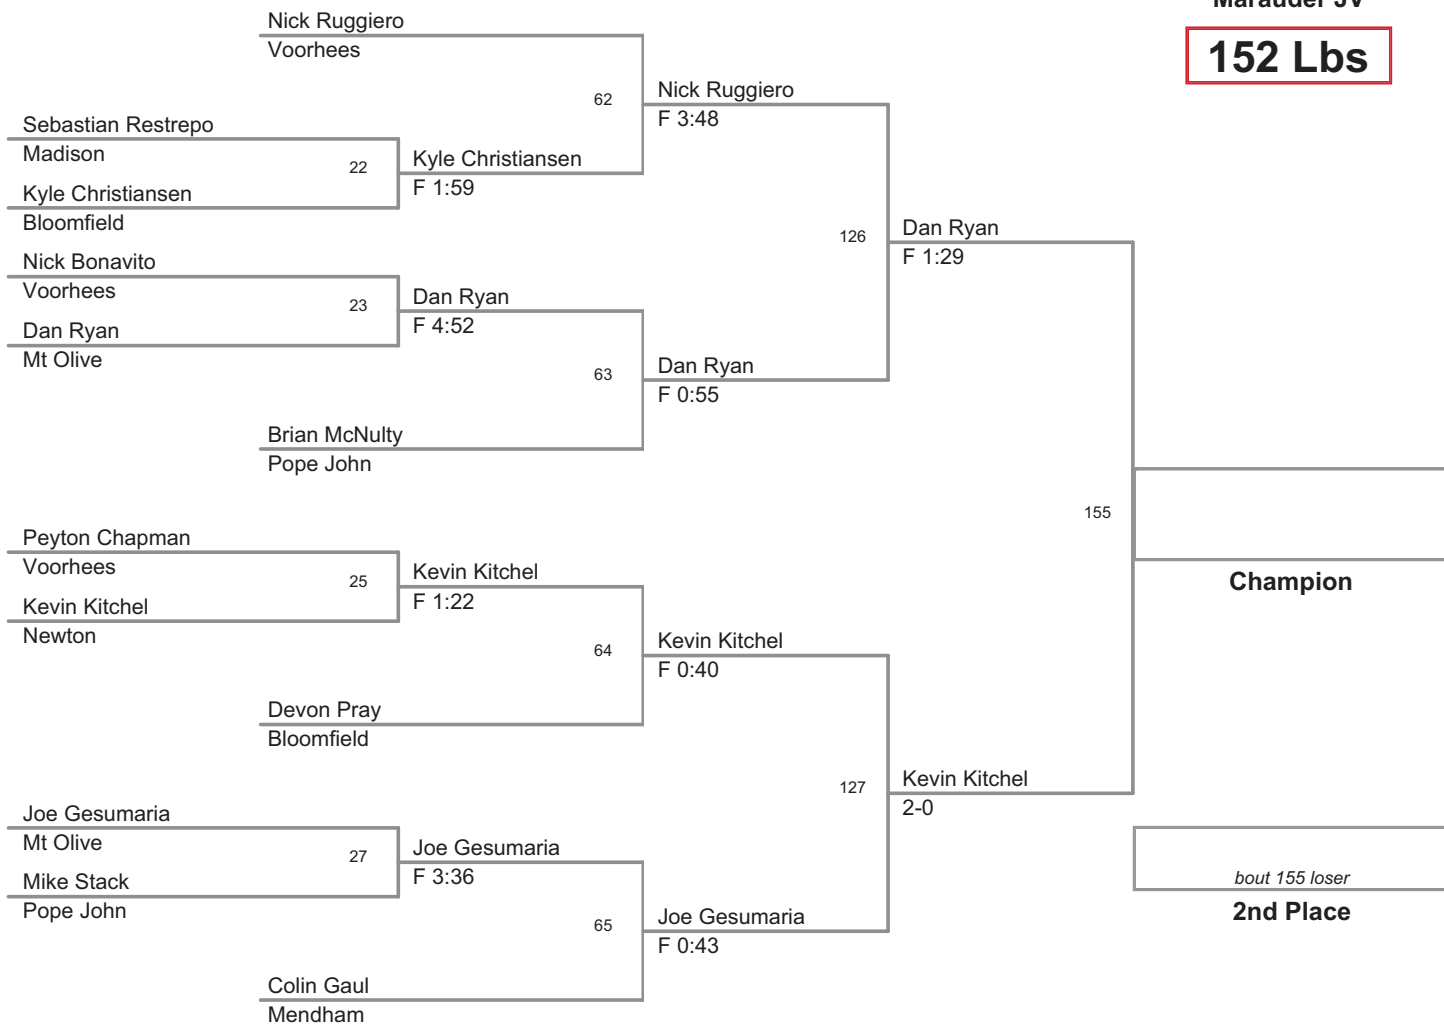 Marauder JV
152 Lbs
Nick Ruggiero
Voorhees
62
Nick Ruggiero
F 3:48
Sebastian Restrepo
Madison
22
Kyle Christiansen
F 1:59
Kyle Christiansen
Bloomfield
126
Dan Ryan
F 1:29
Nick Bonavito
Voorhees
23
Dan Ryan
F 4:52
Dan Ryan
Mt Olive
63
Dan Ryan
F 0:55
Brian McNulty
Pope John
155
Champion
Peyton Chapman
Voorhees
25
Kevin Kitchel
F 1:22
Kevin Kitchel
Newton
64
Kevin Kitchel
F 0:40
Devon Pray
Bloomfield
127
Kevin Kitchel
2-0
Joe Gesumaria
Mt Olive
27
Joe Gesumaria
F 3:36
Mike Stack
Pope John
bout 155 loser
2nd Place
65
Joe Gesumaria
F 0:43
Colin Gaul
Mendham